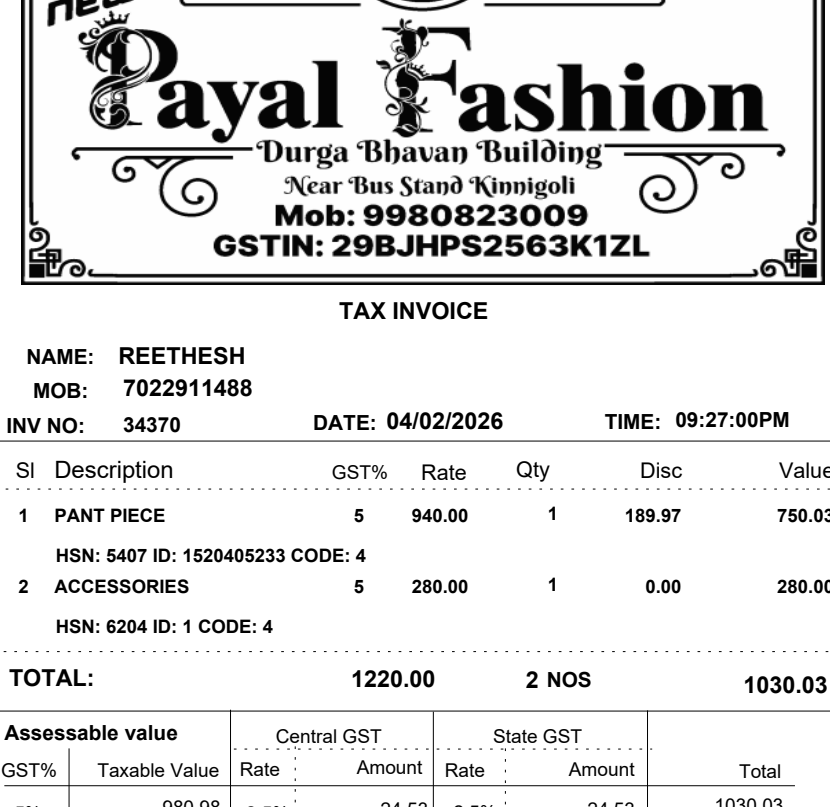 new
Payal Fashion
Durga Bhavan Building
Near Bus Stand Kinnigoli
Mob: 9980823009
GSTIN: 29BJHPS2563K1ZL
TAX INVOICE
NAME: REETHESH
MOB: 7022911488
INV NO: 34370 DATE: 04/02/2026 TIME: 09:27:00PM
Sl Description GST% Rate Qty Disc Value
1 PANT PIECE 5 940.00 1 189.97 750.03
HSN: 5407 ID: 1520405233 CODE: 4
2 ACCESSORIES 5 280.00 1 0.00 280.00
HSN: 6204 ID: 1 CODE: 4
TOTAL: 1220.00 2 NOS 1030.03
Assessable value Central GST State GST
GST% Taxable Value Rate Amount Rate Amount Total
980.98 24.53 24.53 1030.03